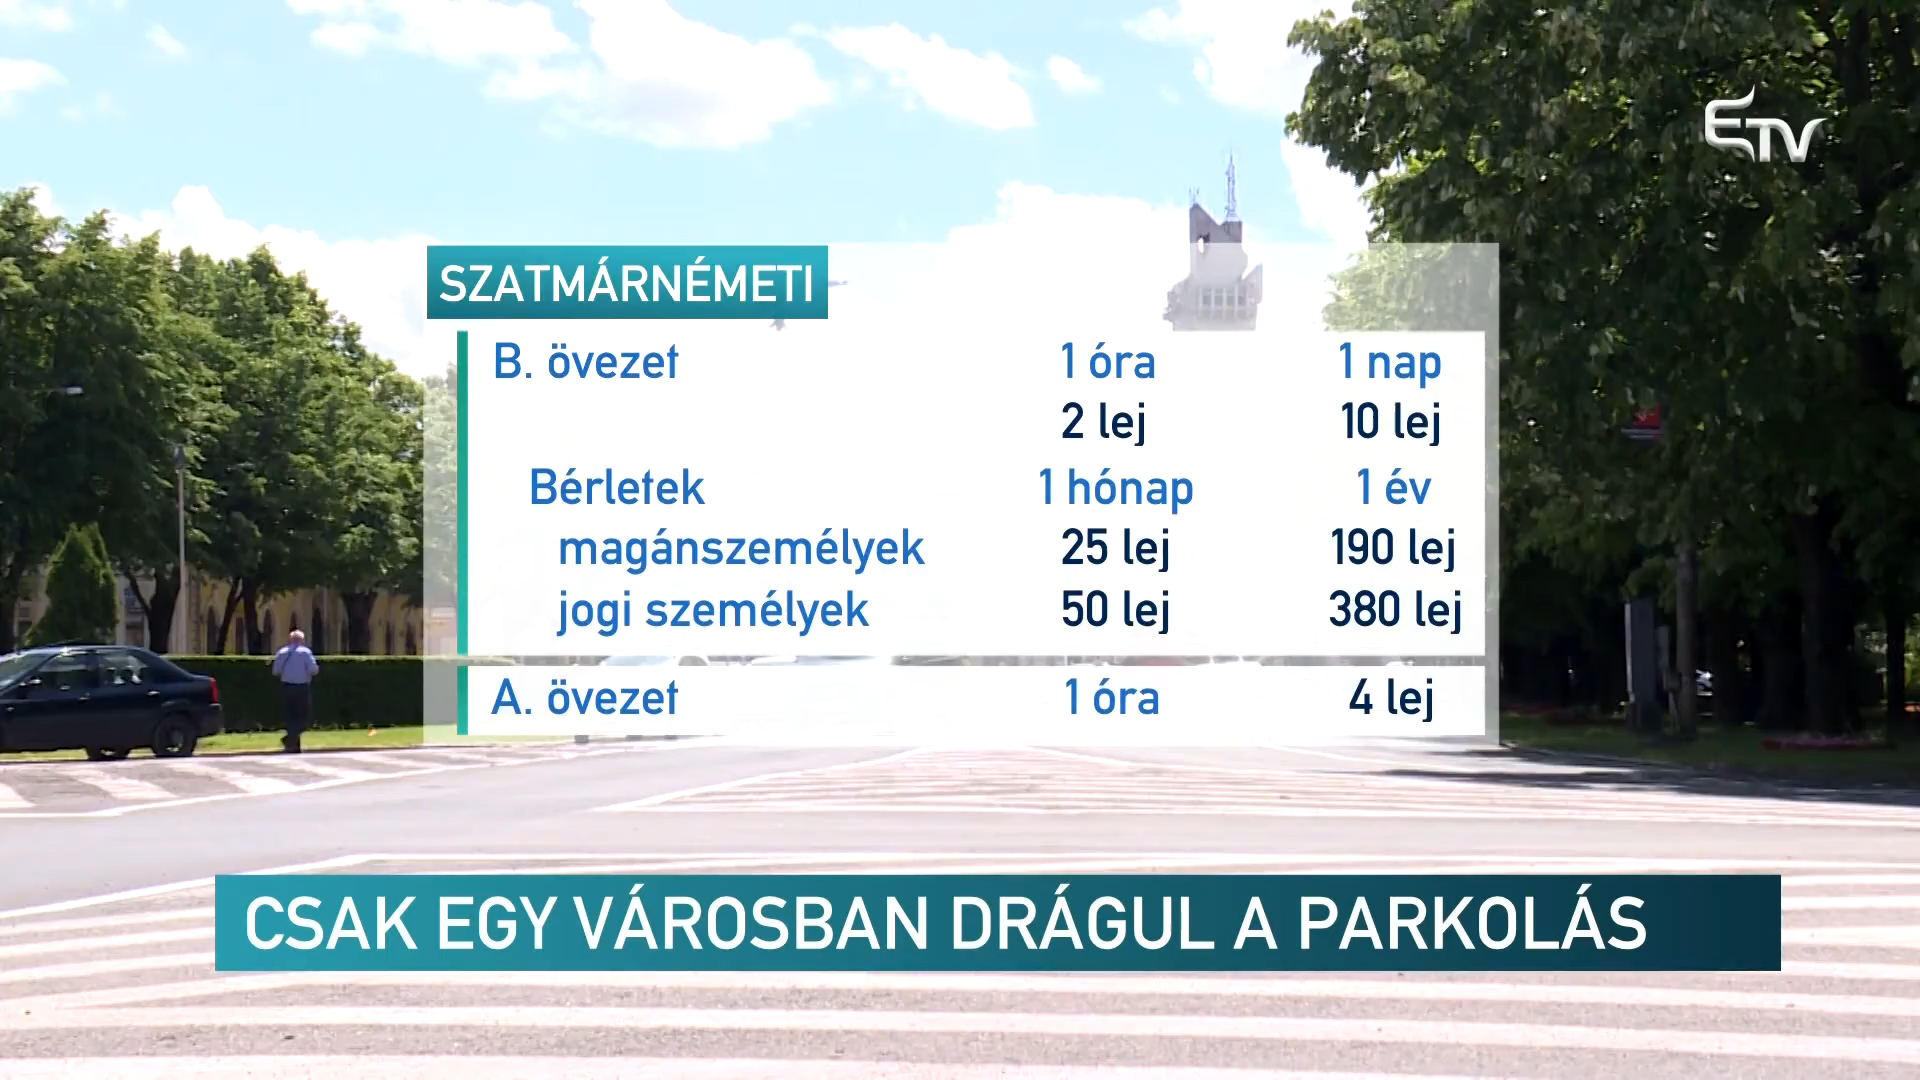 ETV
SZATMÁRNÉMETI
B. övezet 1 óra 1 nap
2 lej 10 lej
Bérletek 1 hónap 1 év
magánszemélyek 25 lej 190 lej
jogi személyek 50 lej 380 lej
A. övezet 1 óra 4 lej
CSAK EGY VÁROSBAN DRÁGUL A PARKOLÁS